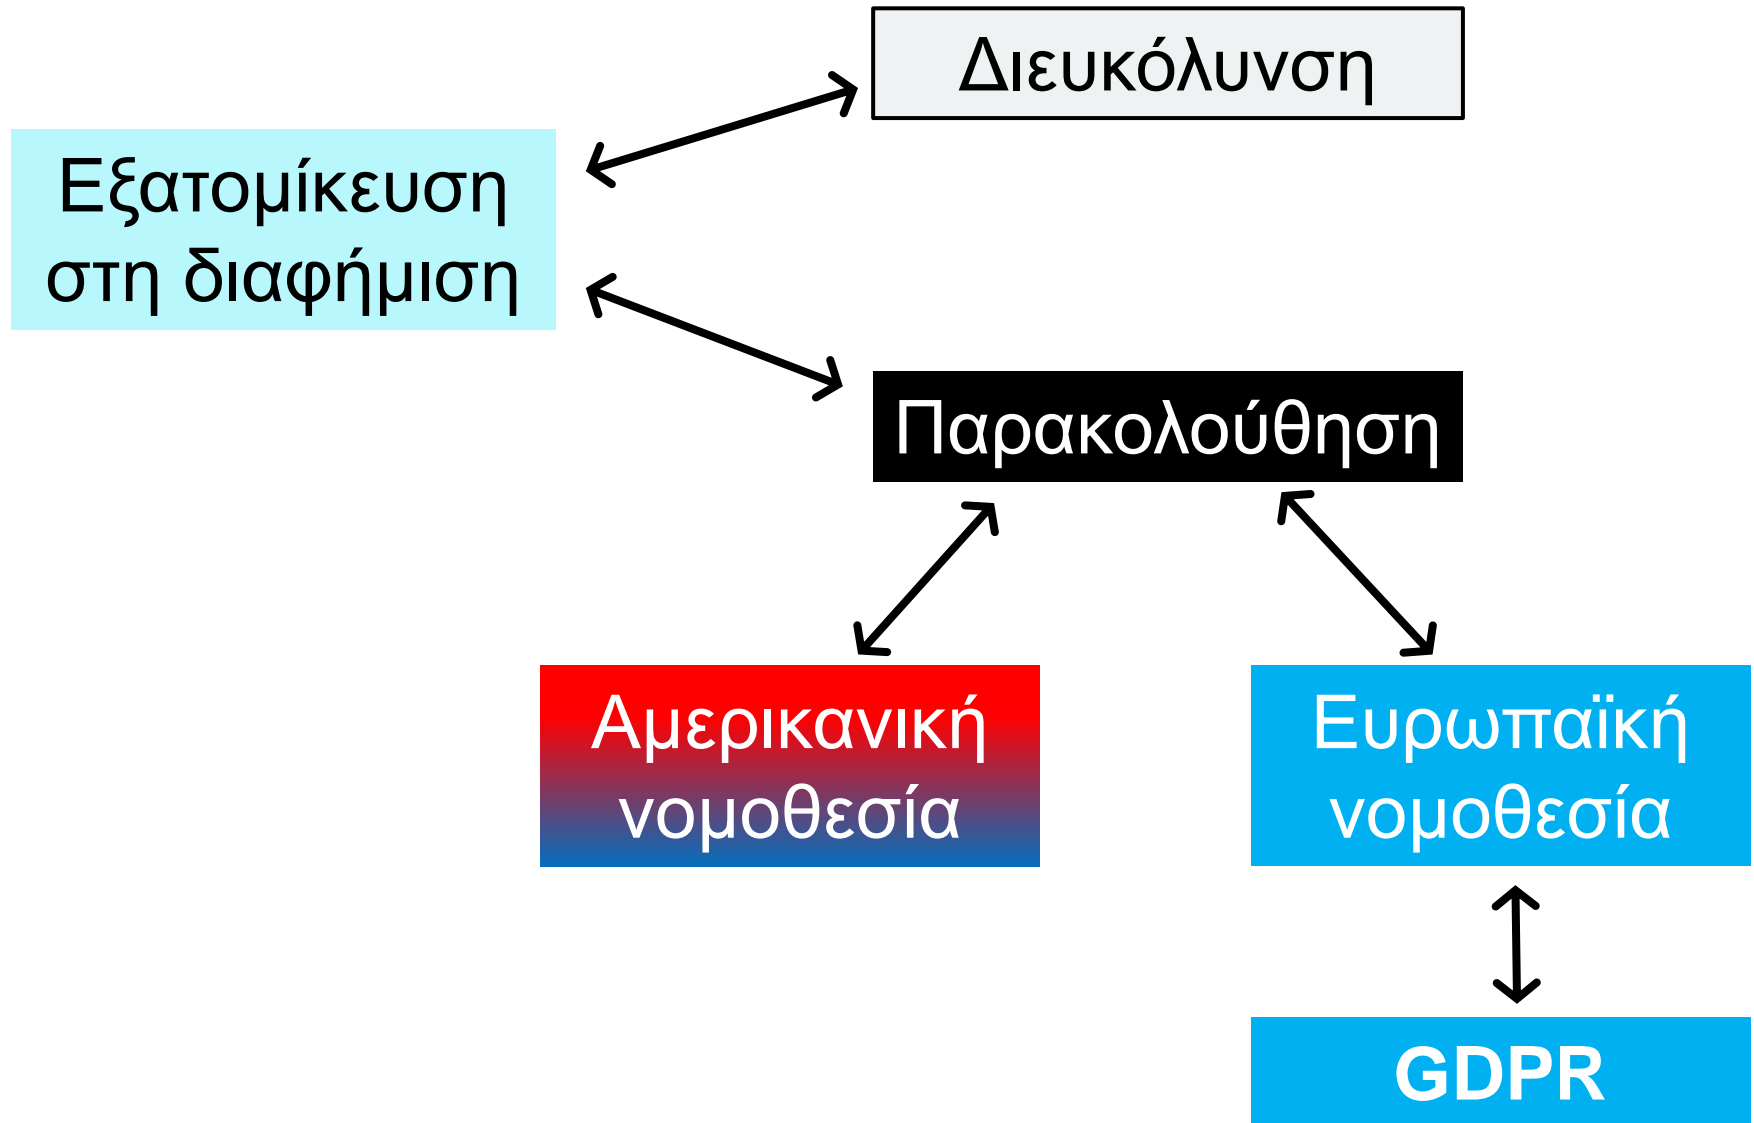 Διευκόλυνση
Εξατομίκευση
στη διαφήμιση
Παρακολούθηση
Αμερικανική
νομοθεσία
Ευρωπαϊκή
νομοθεσία
GDPR